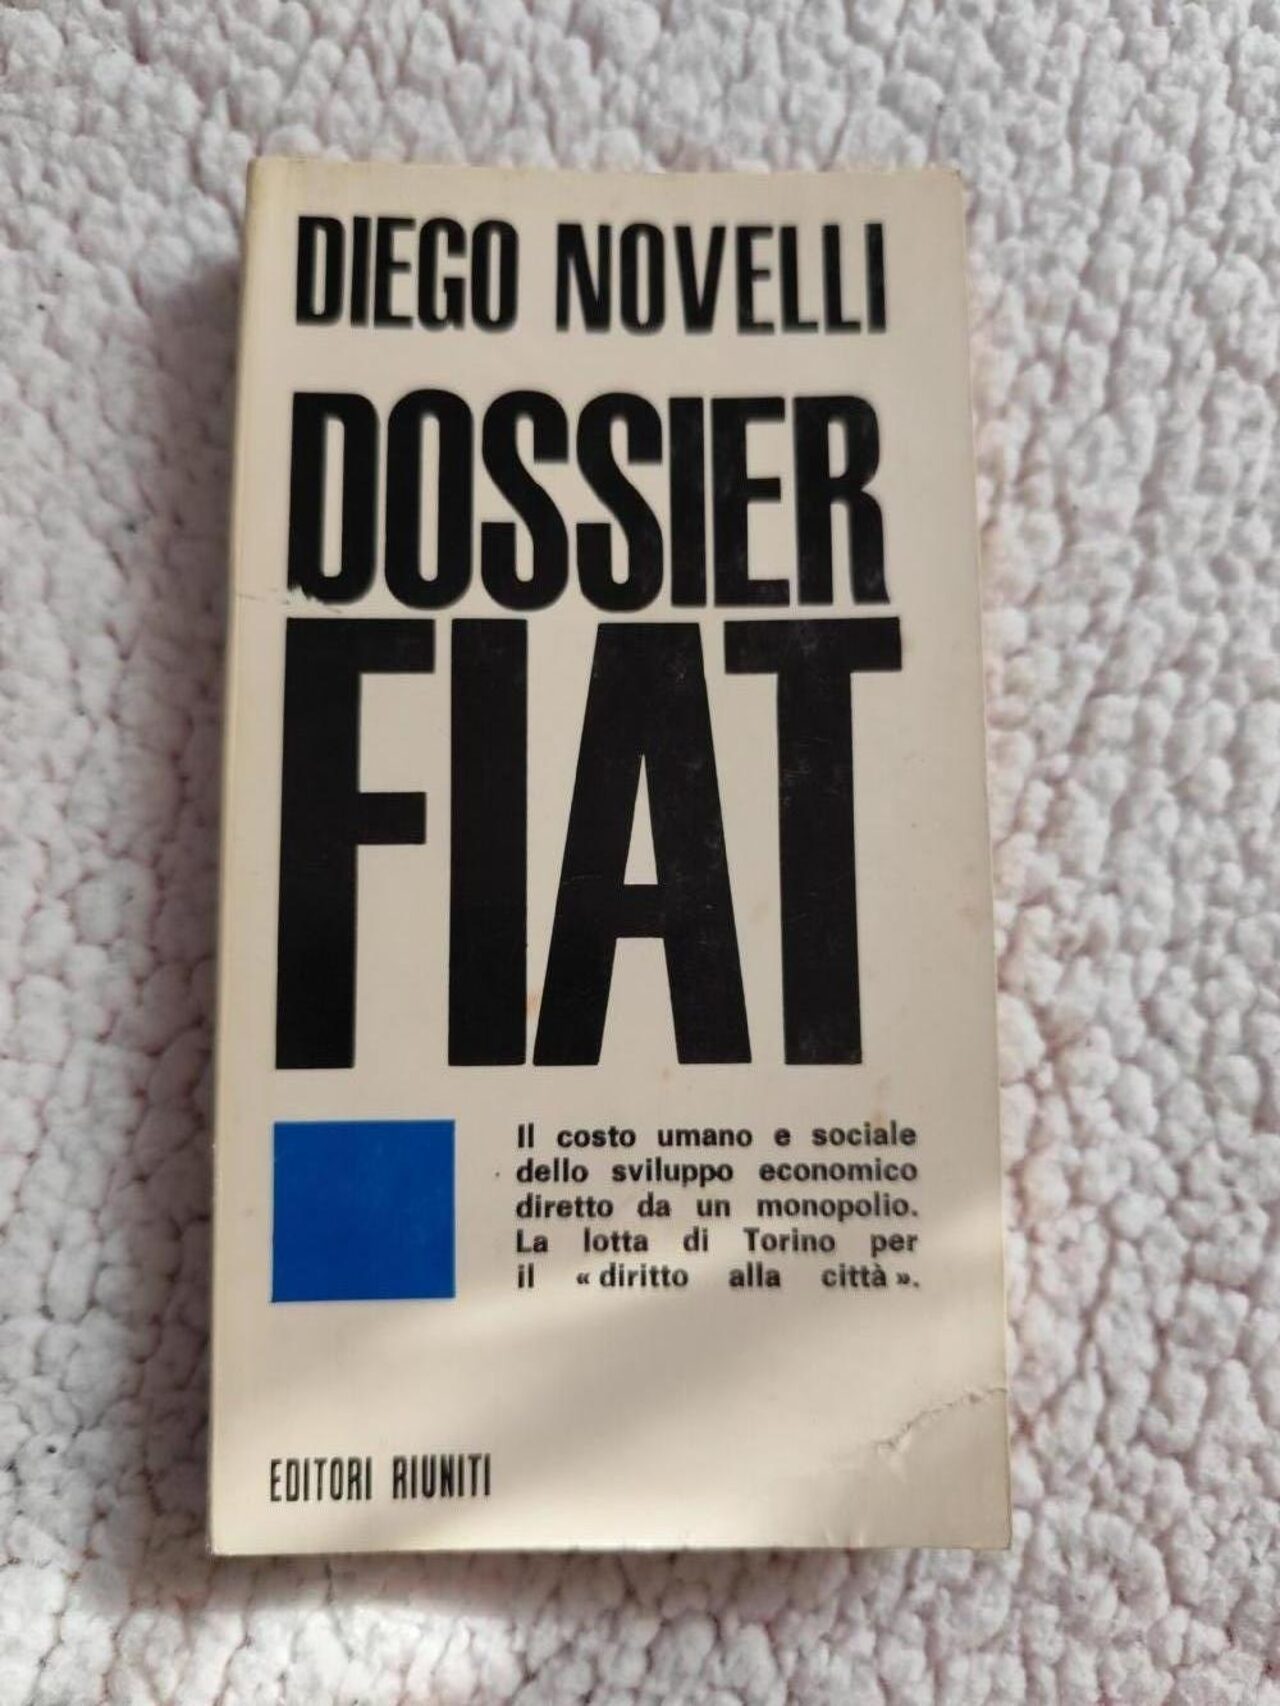 DIEGO NOVELLI
DOSSIER
FIAT
Il costo umano e sociale
dello sviluppo economico
diretto da un monopolio.
La lotta di Torino per
il « diritto alla città ».
EDITORI RIUNITI